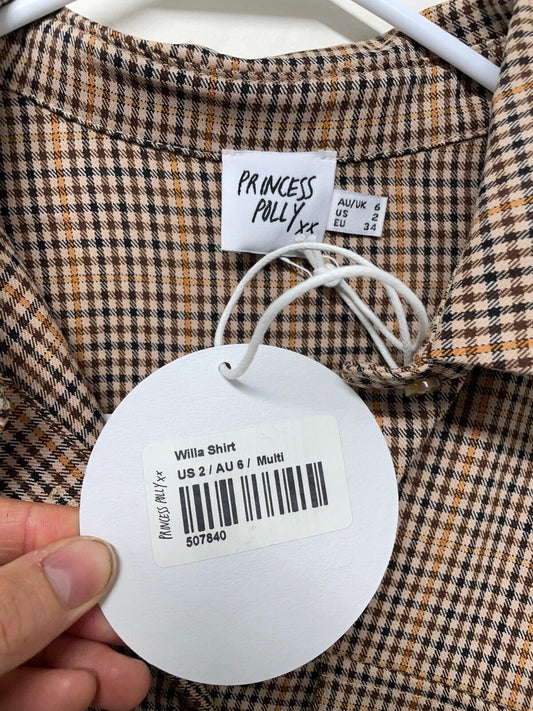 PRINCESS
POLLY xx
AU/UK 6
US 2
EU 34
Willa Shirt
US 2 / AU 6 / Multi
PRINCESS POLLY xx
507840